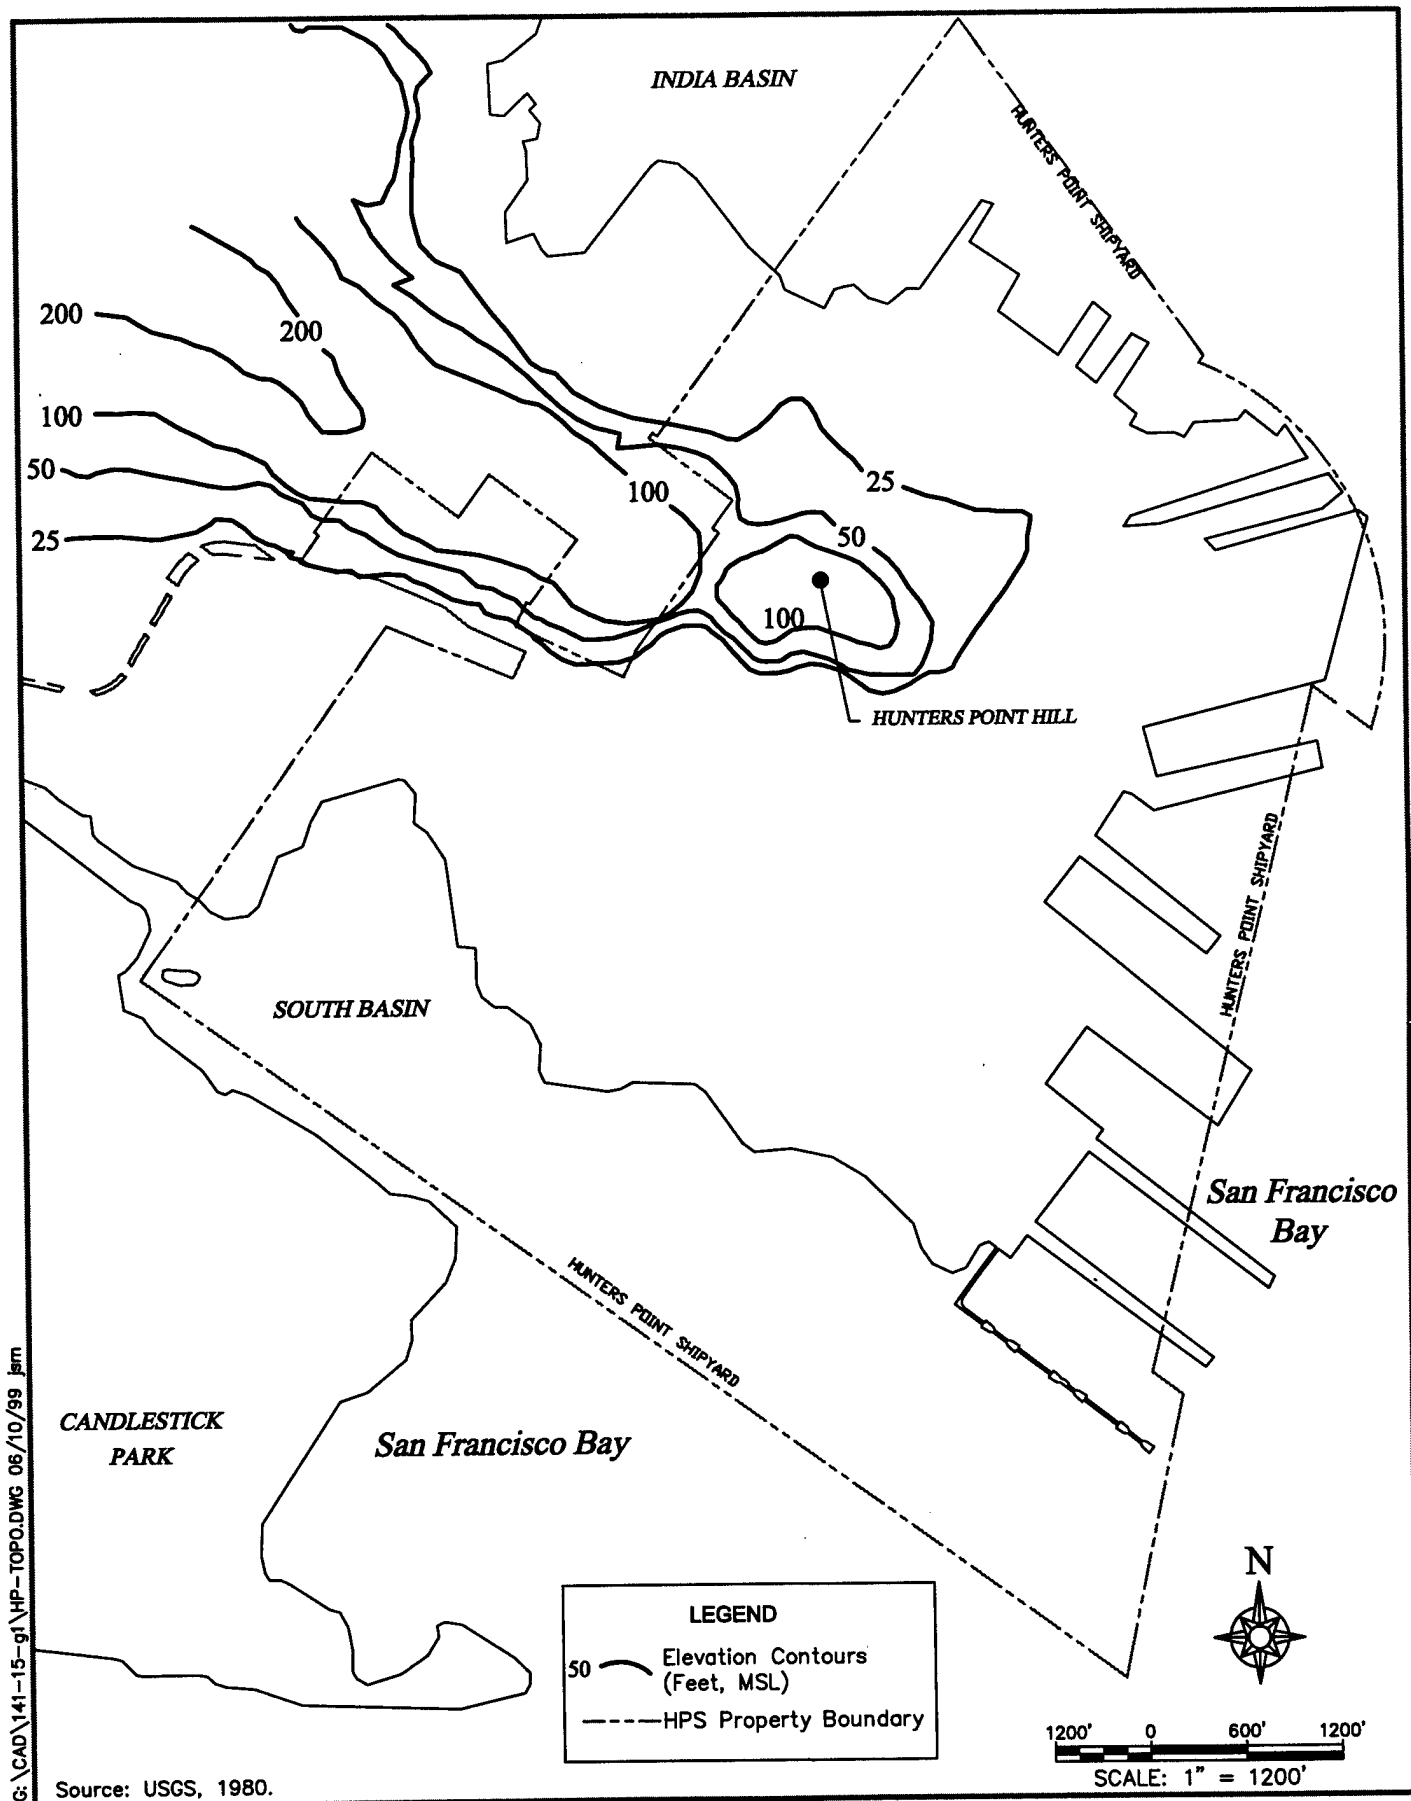 INDIA BASIN
HUNTERS POINT SHIPYARD
200
200
100
50
25
100
25
50
100
HUNTERS POINT HILL
HUNTERS POINT SHIPYARD
SOUTH BASIN
San Francisco
Bay
HUNTERS POINT SHIPYARD
CANDLESTICK
PARK
San Francisco Bay
N
LEGEND
50
Elevation Contours
(Feet, MSL)
HPS Property Boundary
1200' 0 600' 1200'
SCALE: 1" = 1200'
Source: USGS, 1980.
G:\CAD\141-15-g1\HP-TOPO.DWG 06/10/99 jsm